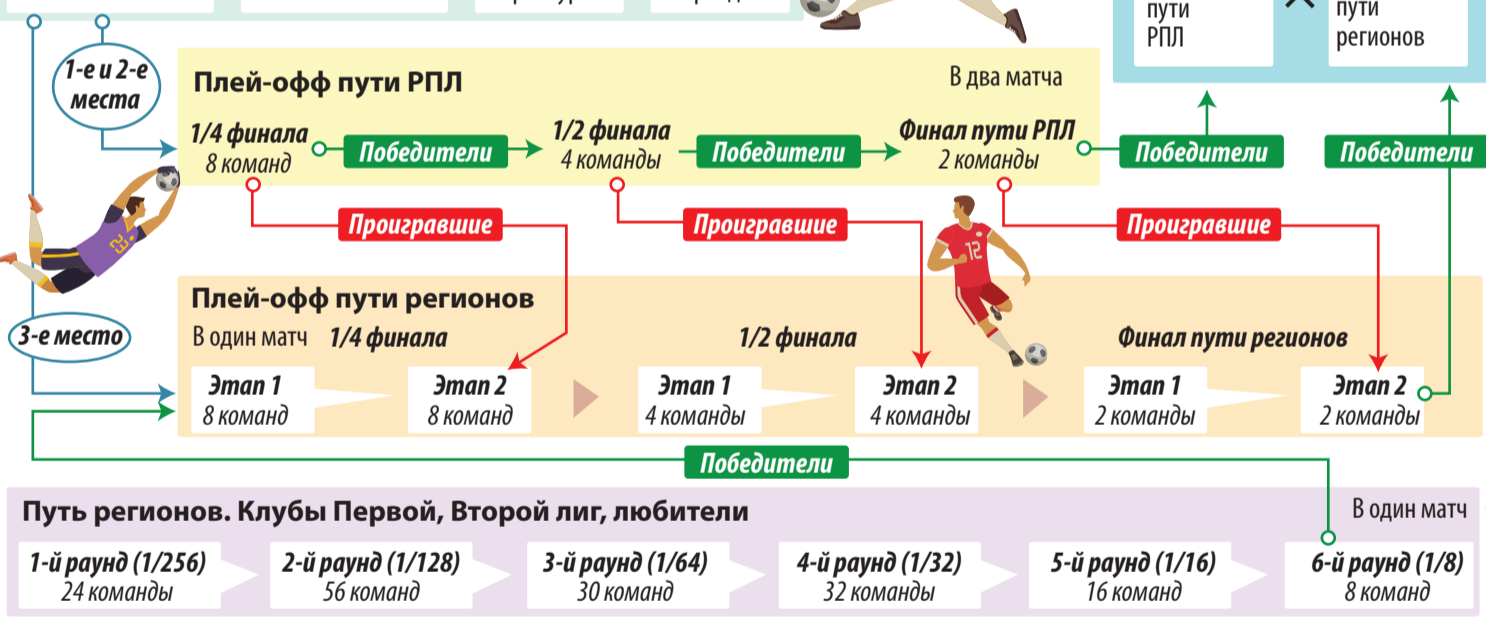 пути
РПЛ
пути
регионов
1-е и 2-е
места
Плей-офф пути РПЛ
В два матча
1/4 финала
8 команд
Победители
1/2 финала
4 команды
Победители
Финал пути РПЛ
2 команды
Победители
Победители
Проигравшие
Проигравшие
Проигравшие
23
12
Плей-офф пути регионов
3-е место
В один матч
1/4 финала
1/2 финала
Финал пути регионов
Этап 1
8 команд
Этап 2
8 команд
Этап 1
4 команды
Этап 2
4 команды
Этап 1
2 команды
Этап 2
2 команды
Победители
Путь регионов. Клубы Первой, Второй лиг, любители
В один матч
1-й раунд (1/256)
24 команды
2-й раунд (1/128)
56 команд
3-й раунд (1/64)
30 команд
4-й раунд (1/32)
32 команды
5-й раунд (1/16)
16 команд
6-й раунд (1/8)
8 команд